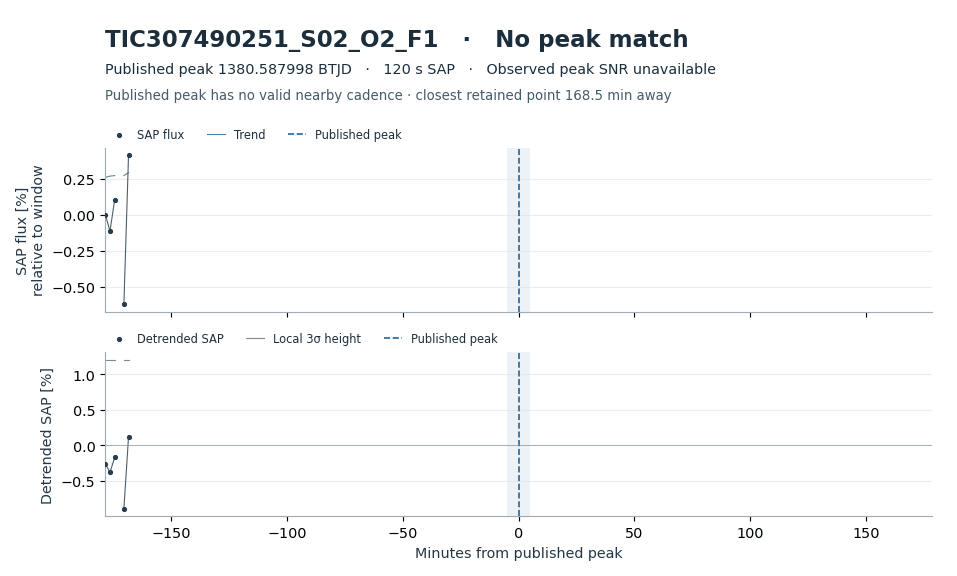 TIC307490251_S02_O2_F1 · No peak match
Published peak 1380.587998 BTJD · 120 s SAP · Observed peak SNR unavailable
Published peak has no valid nearby cadence · closest retained point 168.5 min away
SAP flux Trend Published peak
SAP flux [%]
relative to window
0.25
0.00
−0.25
−0.50
Detrended SAP Local 3σ height Published peak
Detrended SAP [%]
1.0
0.5
0.0
−0.5
−150 −100 −50 0 50 100 150
Minutes from published peak